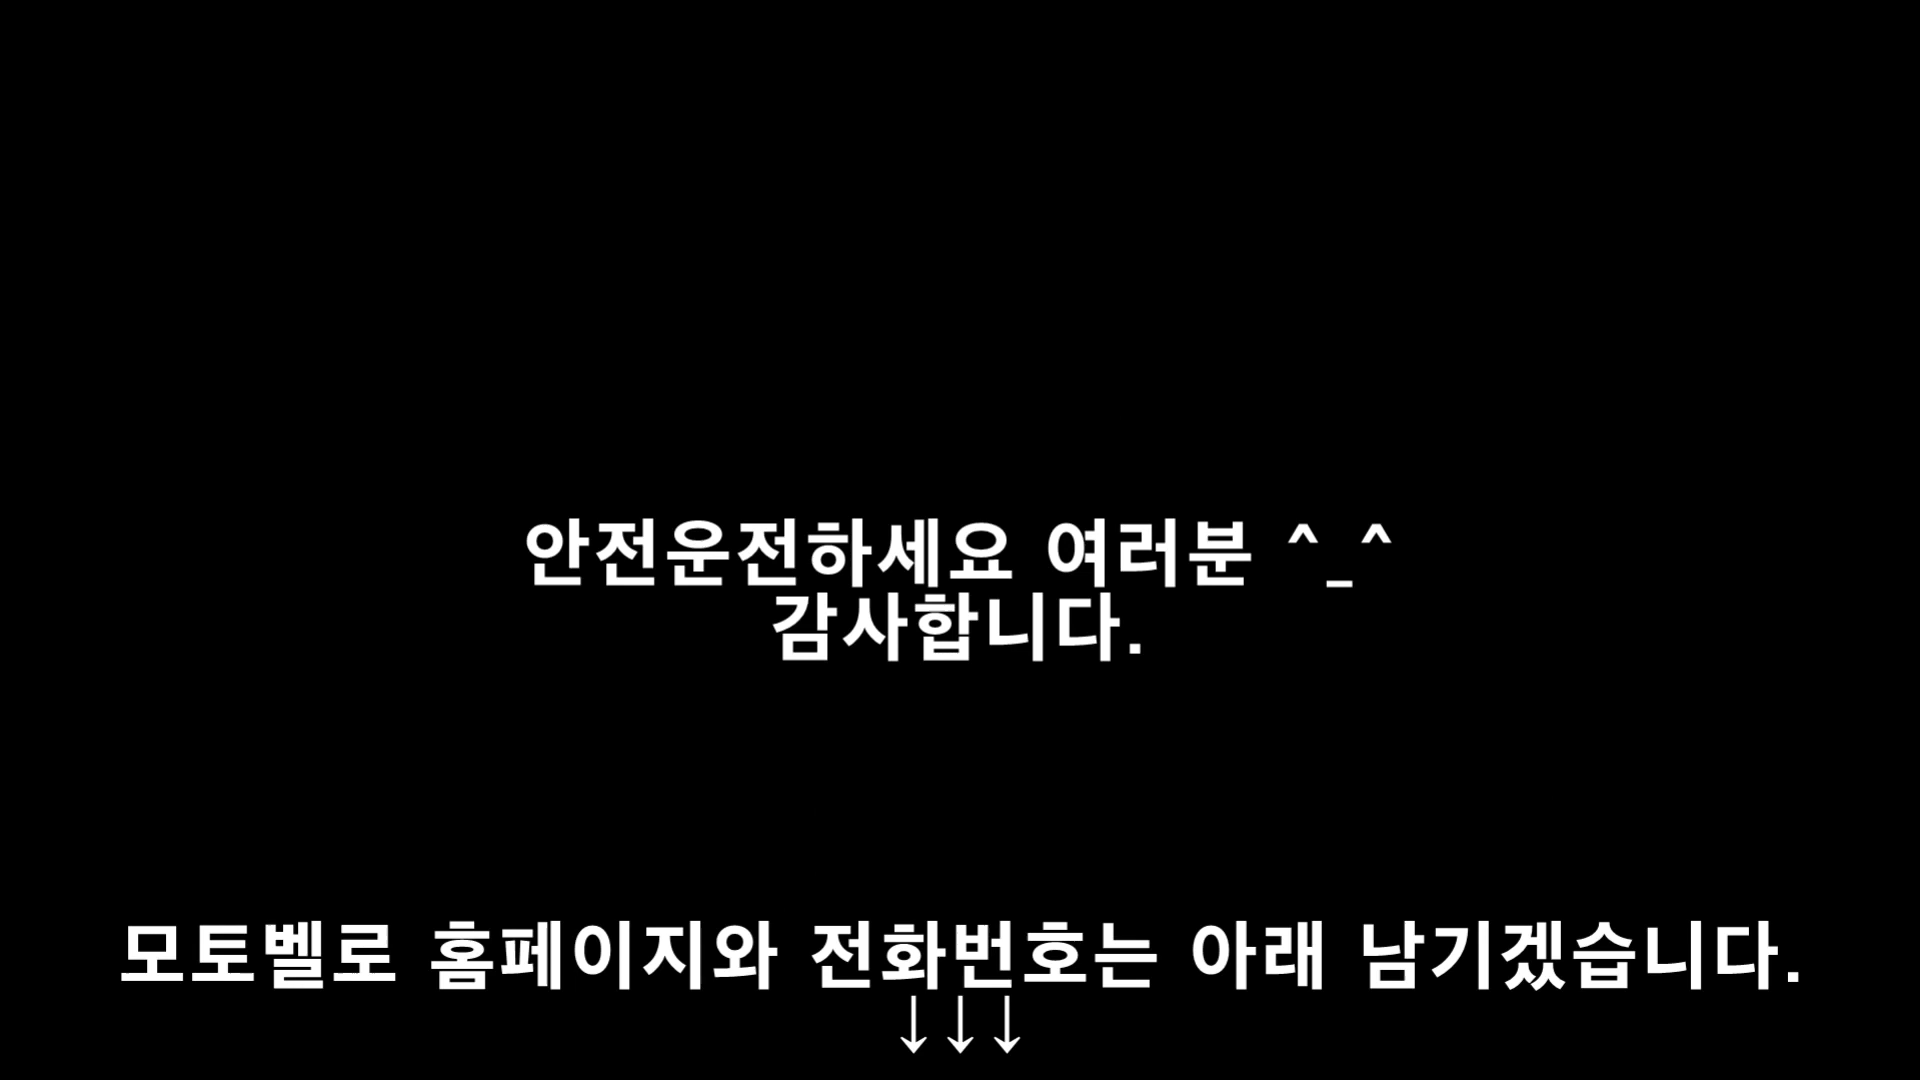 안전운전하세요 여러분 ^_^
감사합니다.
모토벨로 홈페이지와 전화번호는 아래 남기겠습니다.
↓↓↓